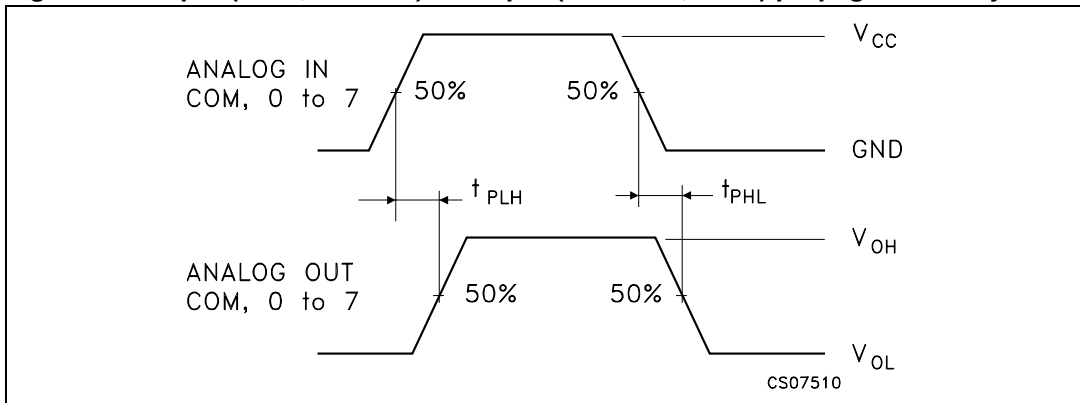 V CC
ANALOG IN
COM, 0 to 7
50%
50%
GND
t PLH
t PHL
V OH
ANALOG OUT
COM, 0 to 7
50%
50%
V OL
CS07510